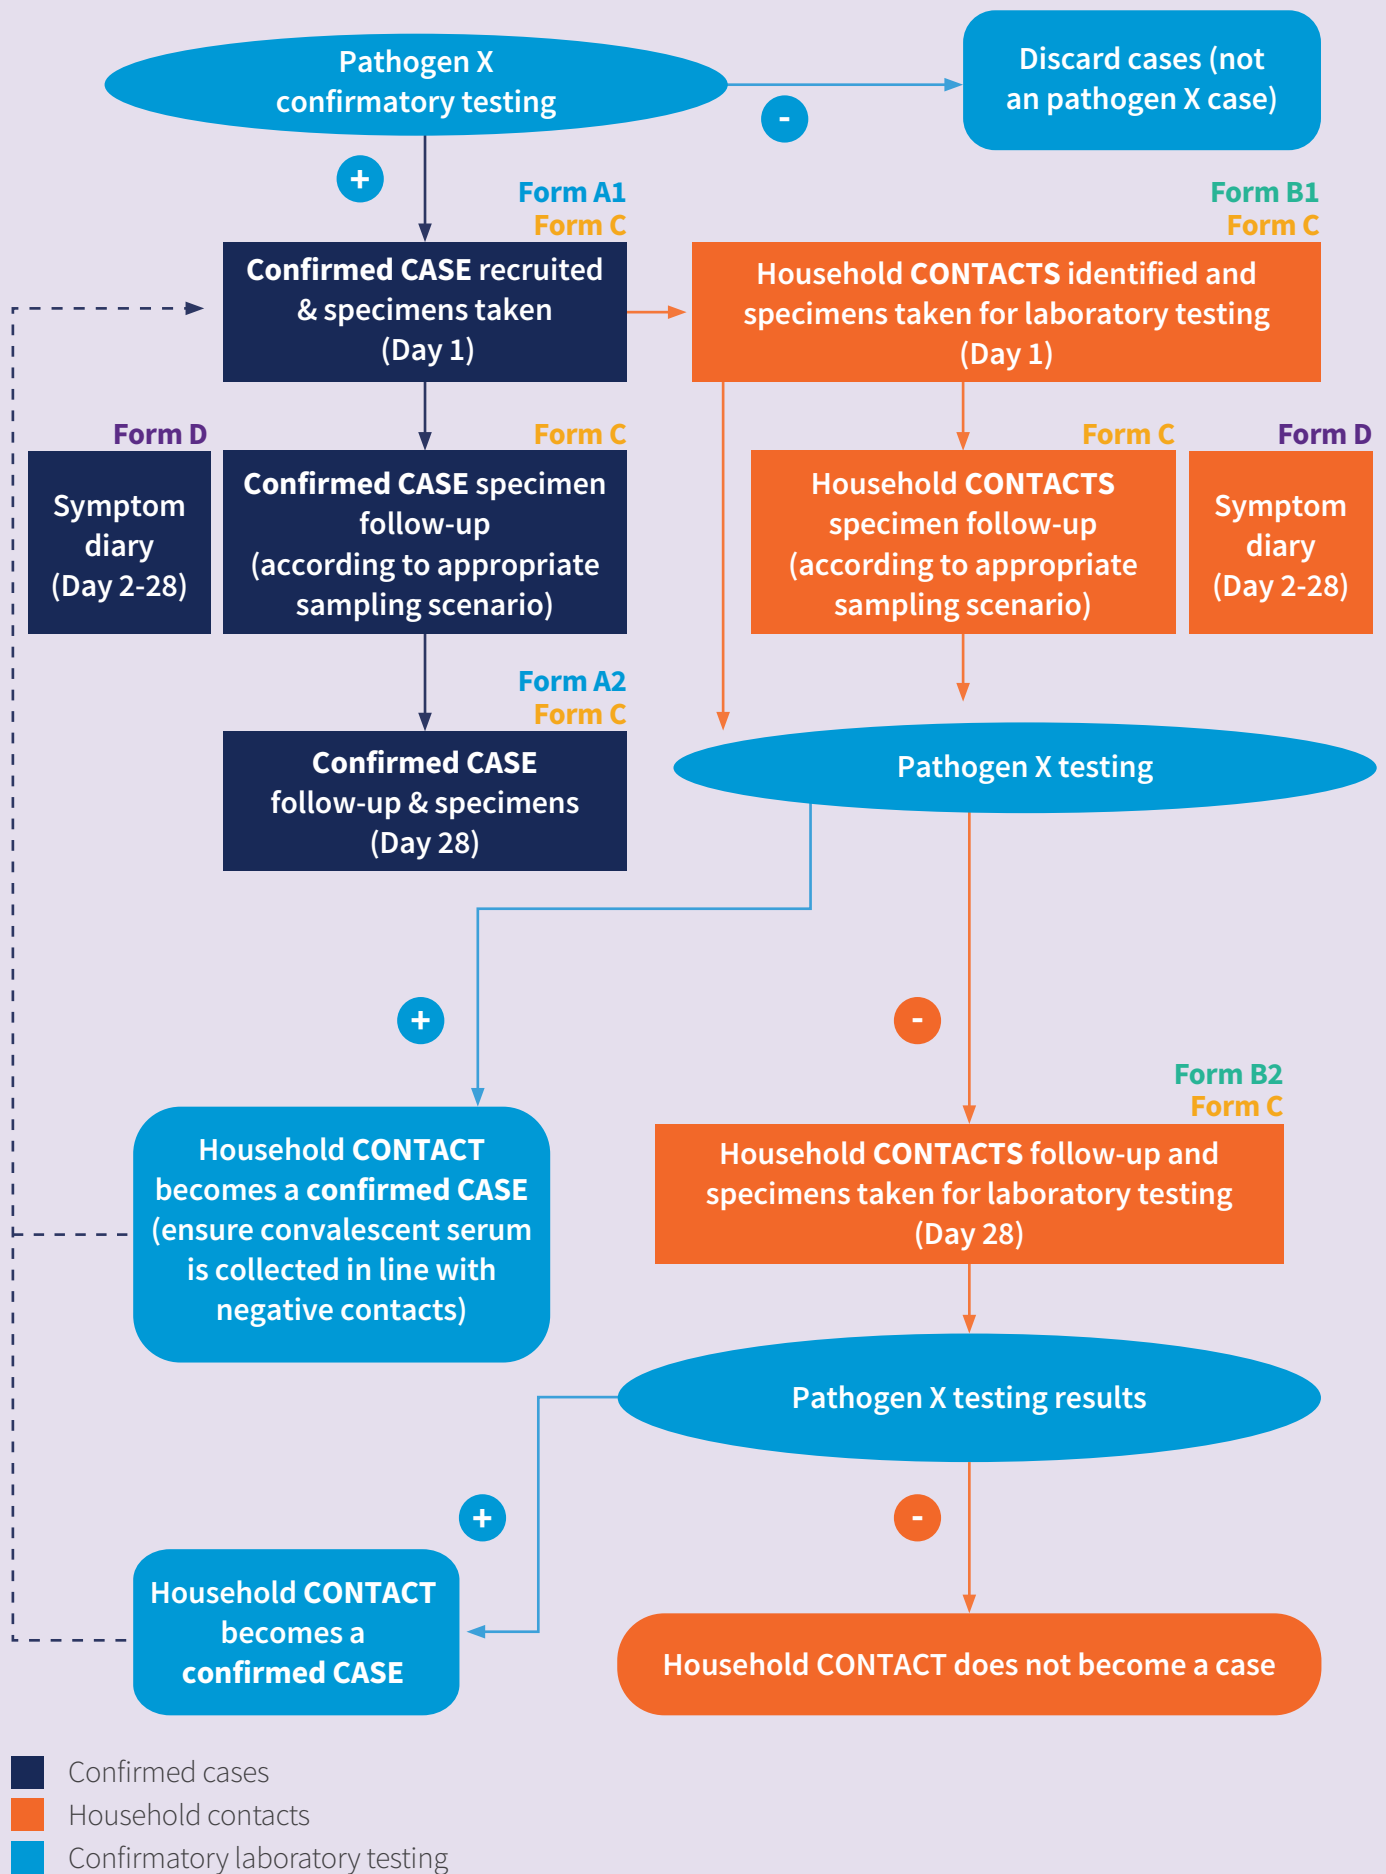 Pathogen X
confirmatory testing
Discard cases (not
an pathogen X case)
-
+
Form A1
Form C
Form B1
Form C
Confirmed CASE recruited
& specimens taken
(Day 1)
Household CONTACTS identified and
specimens taken for laboratory testing
(Day 1)
Form D
Symptom
diary
(Day 2-28)
Form C
Confirmed CASE specimen
follow-up
(according to appropriate
sampling scenario)
Form C
Household CONTACTS
specimen follow-up
(according to appropriate
sampling scenario)
Form D
Symptom
diary
(Day 2-28)
Form A2
Form C
Confirmed CASE
follow-up & specimens
(Day 28)
Pathogen X testing
+
-
Form B2
Form C
Household CONTACT
becomes a confirmed CASE
(ensure convalescent serum
is collected in line with
negative contacts)
Household CONTACTS follow-up and
specimens taken for laboratory testing
(Day 28)
Pathogen X testing results
+
-
Household CONTACT
becomes a
confirmed CASE
Household CONTACT does not become a case
Confirmed cases
Household contacts
Confirmatory laboratory testing